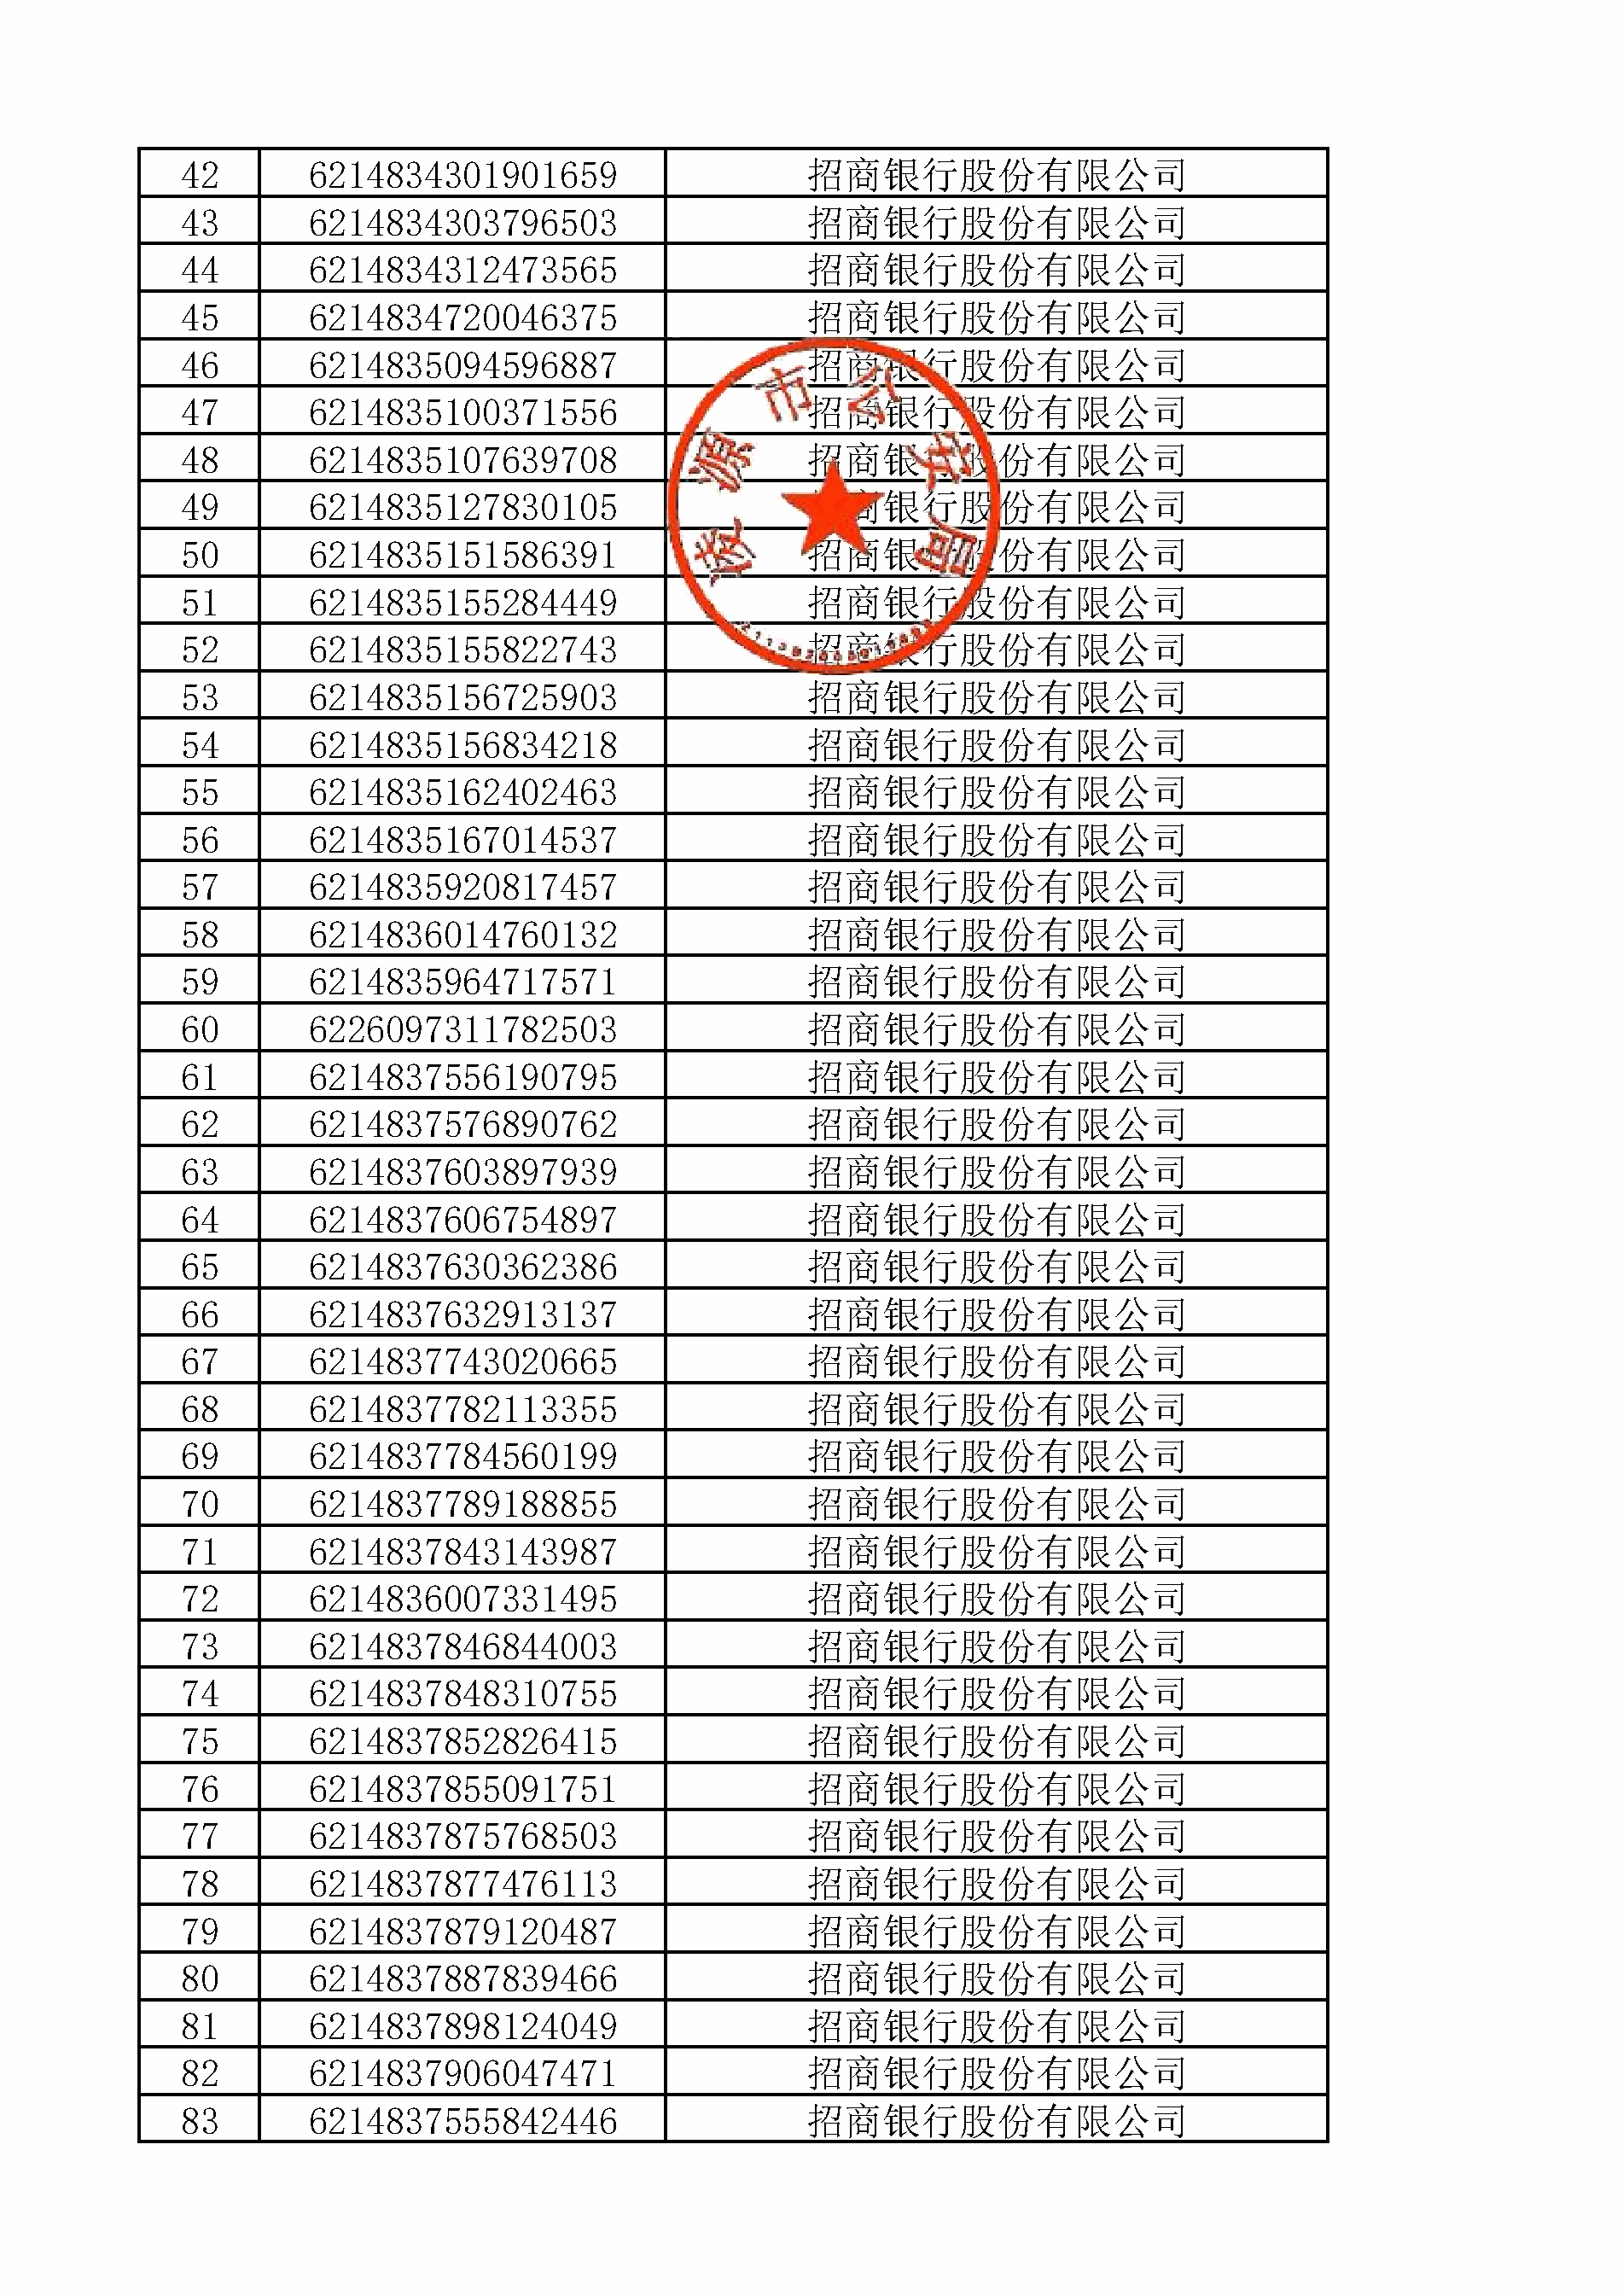 42 6214834301901659 招商银行股份有限公司
43 6214834303796503 招商银行股份有限公司
44 6214834312473565 招商银行股份有限公司
45 6214834720046375 招商银行股份有限公司
46 6214835094596887 招商银行股份有限公司
47 6214835100371556 招商银行股份有限公司
48 6214835107639708 招商银行股份有限公司
49 6214835127830105 招商银行股份有限公司
50 6214835151586391 招商银行股份有限公司
51 6214835155284449 招商银行股份有限公司
52 6214835155822743 招商银行股份有限公司
凌源市公安局
53 6214835156725903 招商银行股份有限公司
54 6214835156834218 招商银行股份有限公司
55 6214835162402463 招商银行股份有限公司
56 6214835167014537 招商银行股份有限公司
57 6214835920817457 招商银行股份有限公司
58 6214836014760132 招商银行股份有限公司
59 6214835964717571 招商银行股份有限公司
60 6226097311782503 招商银行股份有限公司
61 6214837556190795 招商银行股份有限公司
62 6214837576890762 招商银行股份有限公司
63 6214837603897939 招商银行股份有限公司
64 6214837606754897 招商银行股份有限公司
65 6214837630362386 招商银行股份有限公司
66 6214837632913137 招商银行股份有限公司
67 6214837743020665 招商银行股份有限公司
68 6214837782113355 招商银行股份有限公司
69 6214837784560199 招商银行股份有限公司
70 6214837789188855 招商银行股份有限公司
71 6214837843143987 招商银行股份有限公司
72 6214836007331495 招商银行股份有限公司
73 6214837846844003 招商银行股份有限公司
74 6214837848310755 招商银行股份有限公司
75 6214837852826415 招商银行股份有限公司
76 6214837855091751 招商银行股份有限公司
77 6214837875768503 招商银行股份有限公司
78 6214837877476113 招商银行股份有限公司
79 6214837879120487 招商银行股份有限公司
80 6214837887839466 招商银行股份有限公司
81 6214837898124049 招商银行股份有限公司
82 6214837906047471 招商银行股份有限公司
83 6214837555842446 招商银行股份有限公司